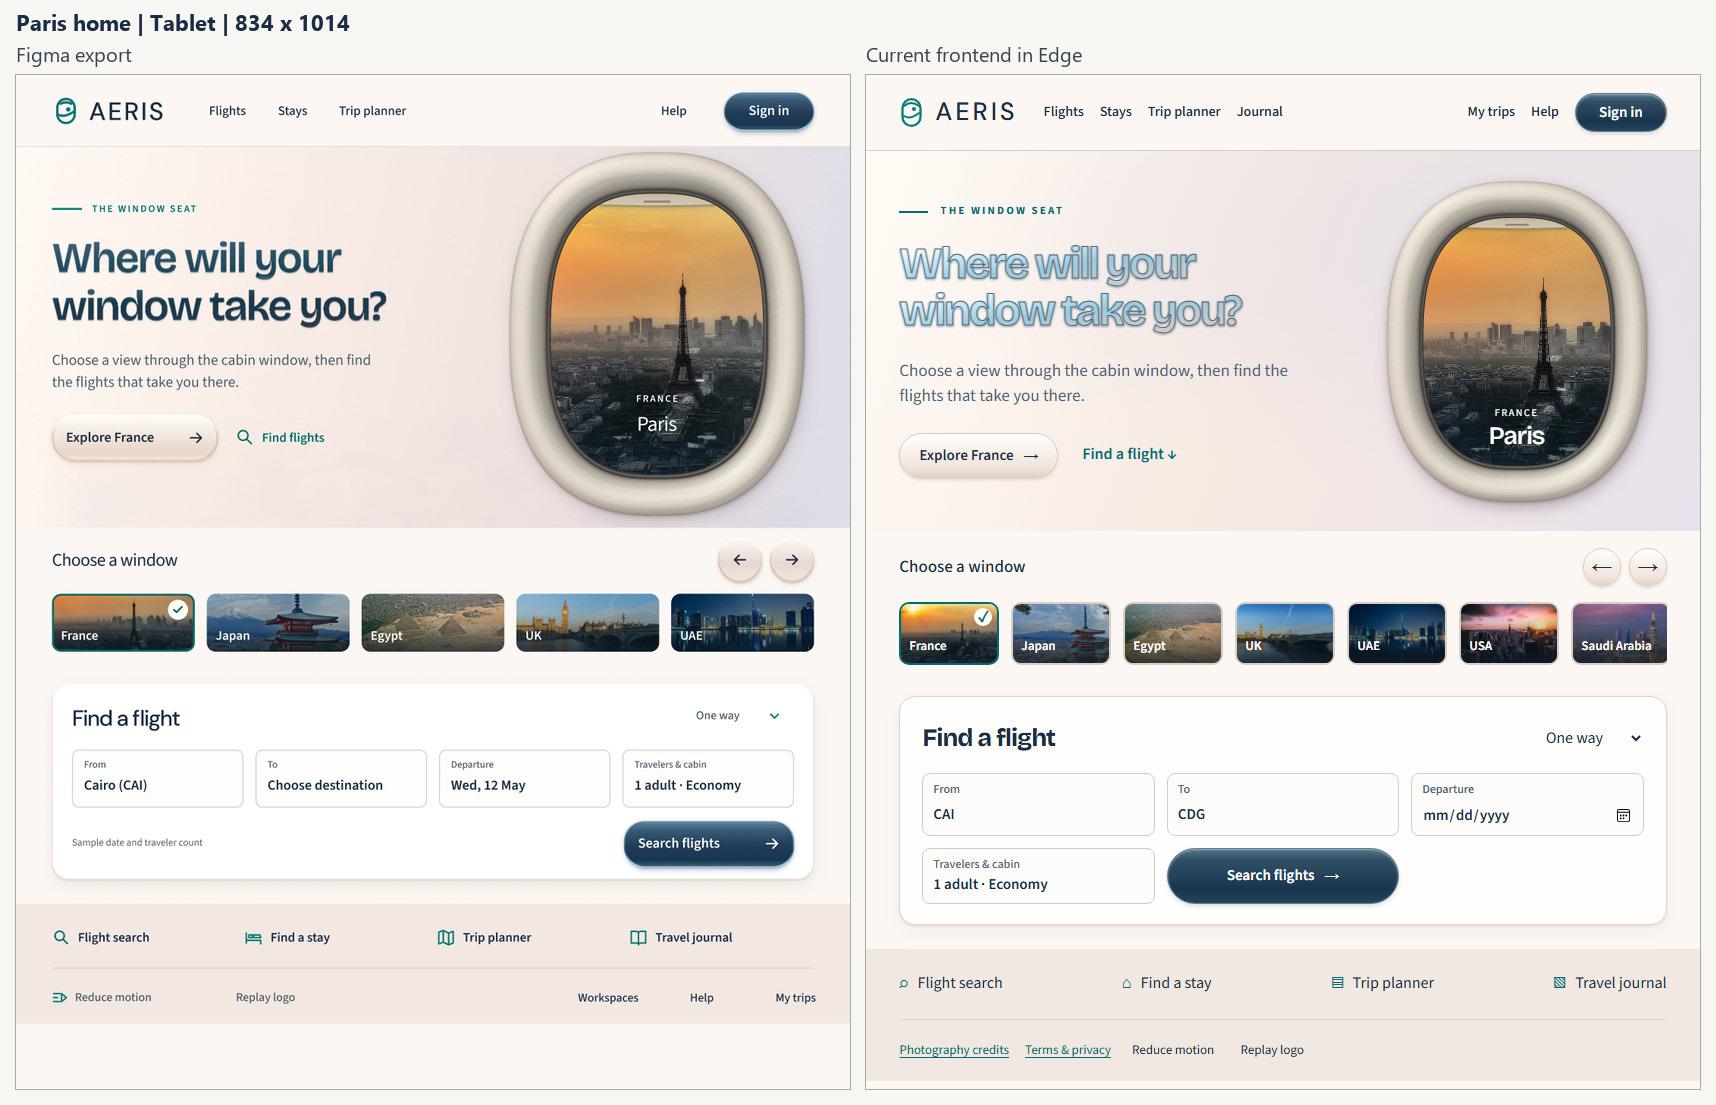 Paris home | Tablet | 834 x 1014
Figma export
AERIS
Flights
Stays
Trip planner
Help
Sign in
THE WINDOW SEAT
Where will your
window take you?
Choose a view through the cabin window, then find
the flights that take you there.
Explore France →
Find flights
FRANCE
Paris
Choose a window
← →
France
Japan
Egypt
UK
UAE
Find a flight
One way
From
Cairo (CAI)
To
Choose destination
Departure
Wed, 12 May
Travelers & cabin
1 adult · Economy
Sample date and traveler count
Search flights →
Flight search
Find a stay
Trip planner
Travel journal
Reduce motion
Replay logo
Workspaces
Help
My trips
Current frontend in Edge
AERIS
Flights
Stays
Trip planner
Journal
My trips
Help
Sign in
THE WINDOW SEAT
Where will your
window take you?
Choose a view through the cabin window, then find the
flights that take you there.
Explore France →
Find a flight ↓
FRANCE
Paris
Choose a window
← →
France
Japan
Egypt
UK
UAE
USA
Saudi Arabia
Find a flight
One way
From
CAI
To
CDG
Departure
mm/dd/yyyy
Travelers & cabin
1 adult · Economy
Search flights →
Flight search
Find a stay
Trip planner
Travel journal
Photography credits
Terms & privacy
Reduce motion
Replay logo